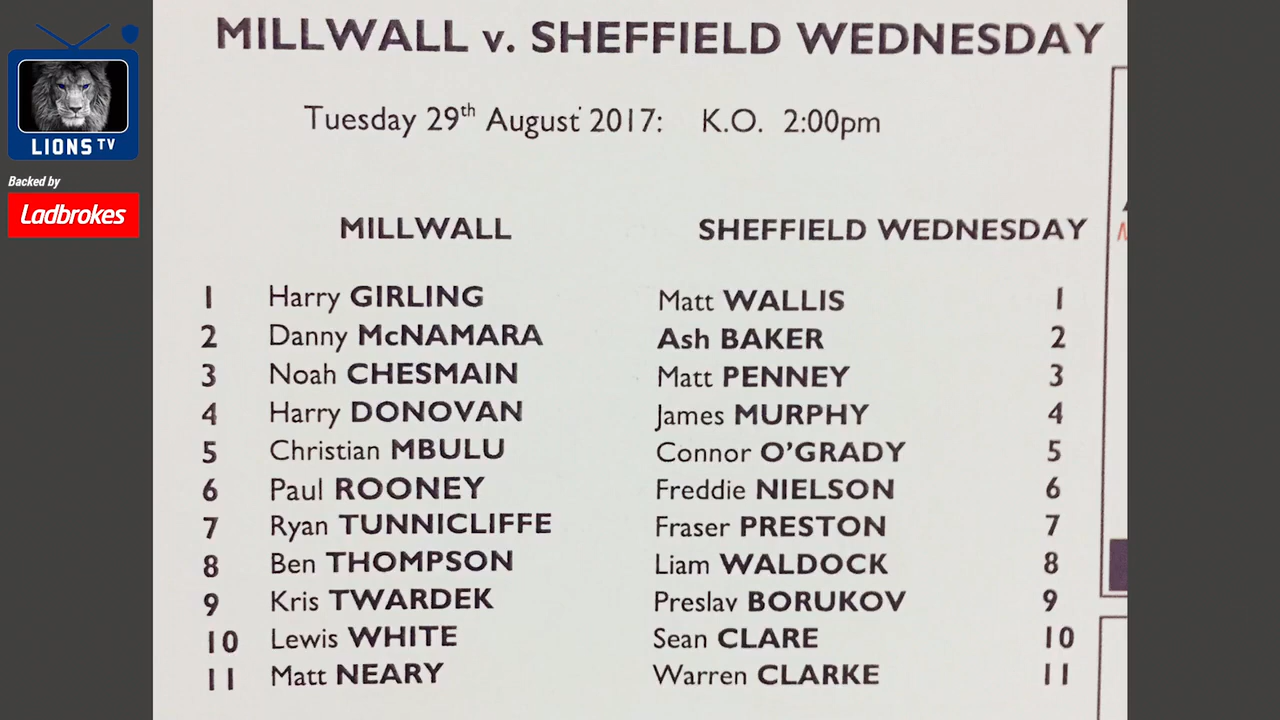 MILLWALL v. SHEFFIELD WEDNESDAY
Tuesday 29th August 2017: K.O. 2:00pm
LIONS TV
Backed by
Ladbrokes
MILLWALL SHEFFIELD WEDNESDAY
1 Harry GIRLING Matt WALLIS 1
2 Danny McNAMARA Ash BAKER 2
3 Noah CHESMAIN Matt PENNEY 3
4 Harry DONOVAN James MURPHY 4
5 Christian MBULU Connor O'GRADY 5
6 Paul ROONEY Freddie NIELSON 6
7 Ryan TUNNICLIFFE Fraser PRESTON 7
8 Ben THOMPSON Liam WALDOCK 8
9 Kris TWARDEK Preslav BORUKOV 9
10 Lewis WHITE Sean CLARE 10
11 Matt NEARY Warren CLARKE 11